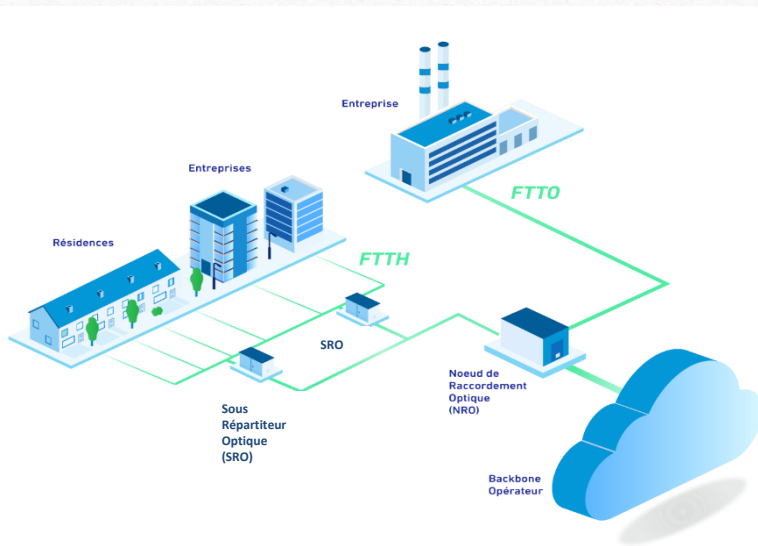 Entreprise
Entreprises
FTTO
Résidences
FTTH
SRO
Noeud de
Raccordement
Optique
(NRO)
Sous
Répartiteur
Optique
(SRO)
Backbone
Opérateur